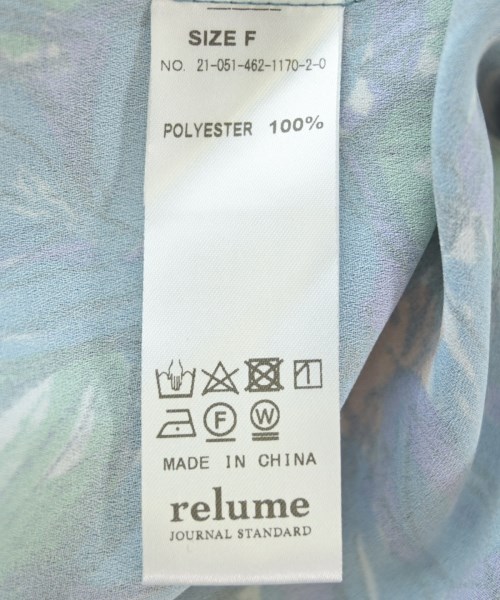 SIZE F
NO. 21-051-462-1170-2-0
POLYESTER 100%
F W
MADE IN CHINA
relume
JOURNAL STANDARD